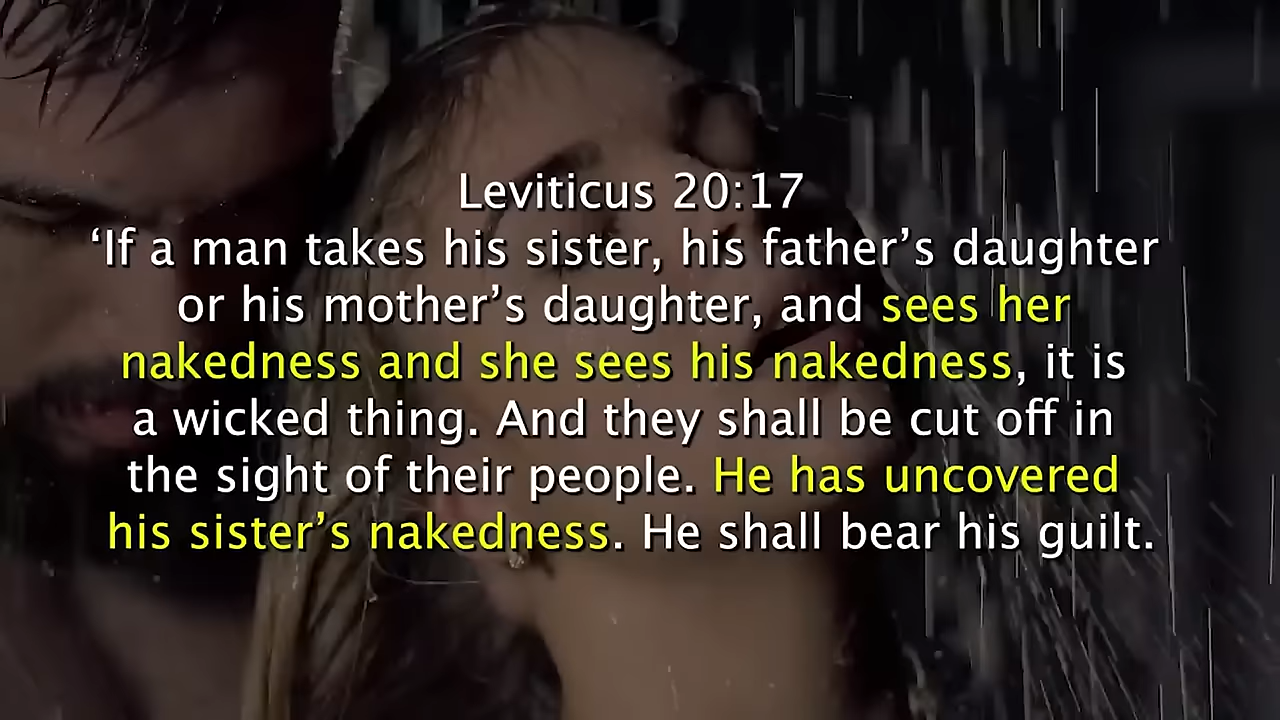 Leviticus 20:17
‘If a man takes his sister, his father’s daughter
or his mother’s daughter, and sees her
nakedness and she sees his nakedness, it is
a wicked thing. And they shall be cut off in
the sight of their people. He has uncovered
his sister’s nakedness. He shall bear his guilt.